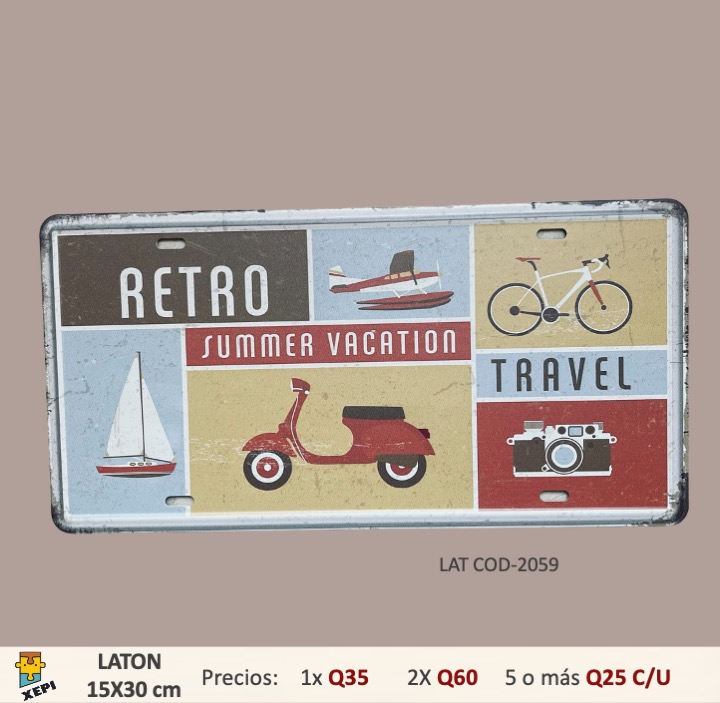 RETRO
SUMMER VACATION
TRAVEL
LAT COD-2059
XEPI
LATON
15X30 cm
Precios: 1x Q35 2X Q60 5 o más Q25 C/U